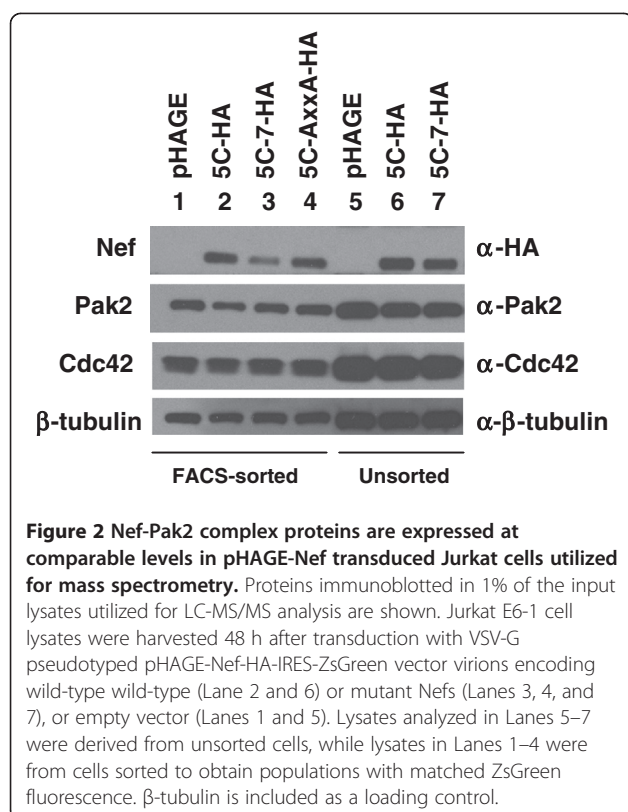 pHAGE
5C-HA
5C-7-HA
5C-AxxA-HA
pHAGE
5C-HA
5C-7-HA
1 2 3 4 5 6 7
Nef α-HA
Pak2 α-Pak2
Cdc42 α-Cdc42
β-tubulin α-β-tubulin
FACS-sorted Unsorted
Figure 2 Nef-Pak2 complex proteins are expressed at
comparable levels in pHAGE-Nef transduced Jurkat cells utilized
for mass spectrometry. Proteins immunoblotted in 1% of the input
lysates utilized for LC-MS/MS analysis are shown. Jurkat E6-1 cell
lysates were harvested 48 h after transduction with VSV-G
pseudotyped pHAGE-Nef-HA-IRES-ZsGreen vector virions encoding
wild-type wild-type (Lane 2 and 6) or mutant Nefs (Lanes 3, 4, and
7), or empty vector (Lanes 1 and 5). Lysates analyzed in Lanes 5–7
were derived from unsorted cells, while lysates in Lanes 1–4 were
from cells sorted to obtain populations with matched ZsGreen
fluorescence. β-tubulin is included as a loading control.